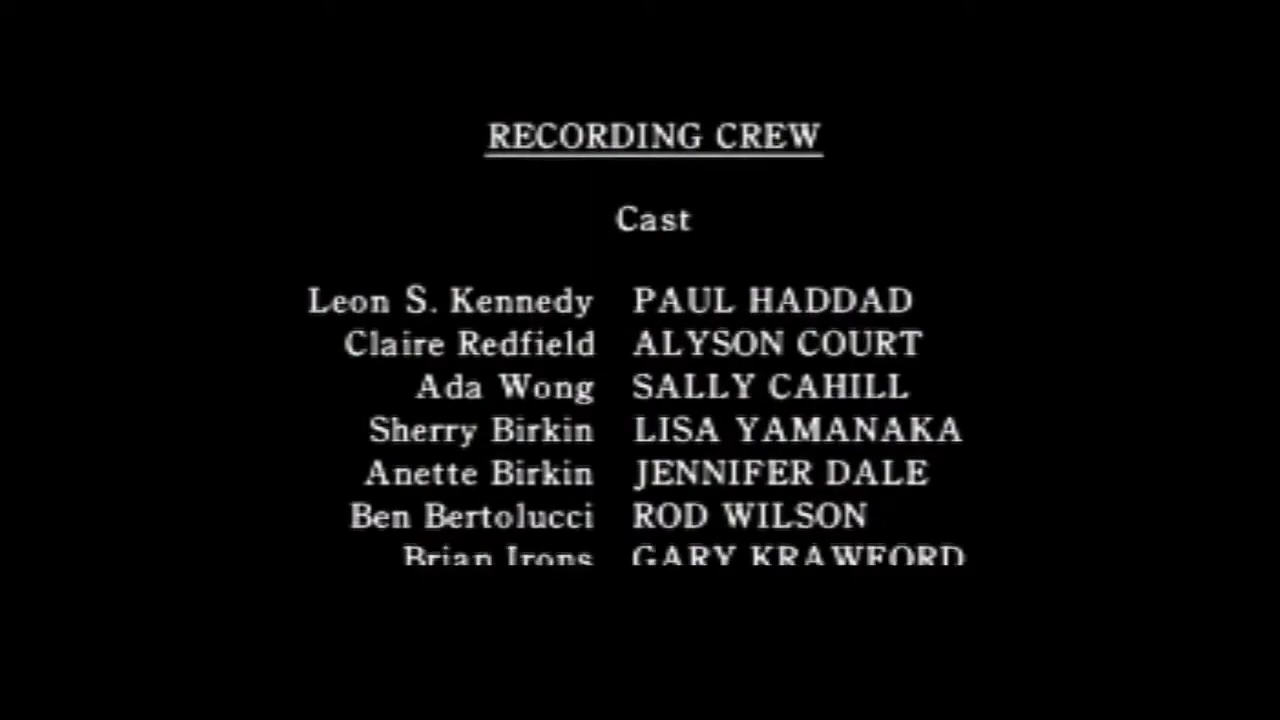 RECORDING CREW
Cast
Leon S. Kennedy PAUL HADDAD
Claire Redfield ALYSON COURT
Ada Wong SALLY CAHILL
Sherry Birkin LISA YAMANAKA
Anette Birkin JENNIFER DALE
Ben Bertolucci ROD WILSON
Brian Irons GARY KRAWFORD